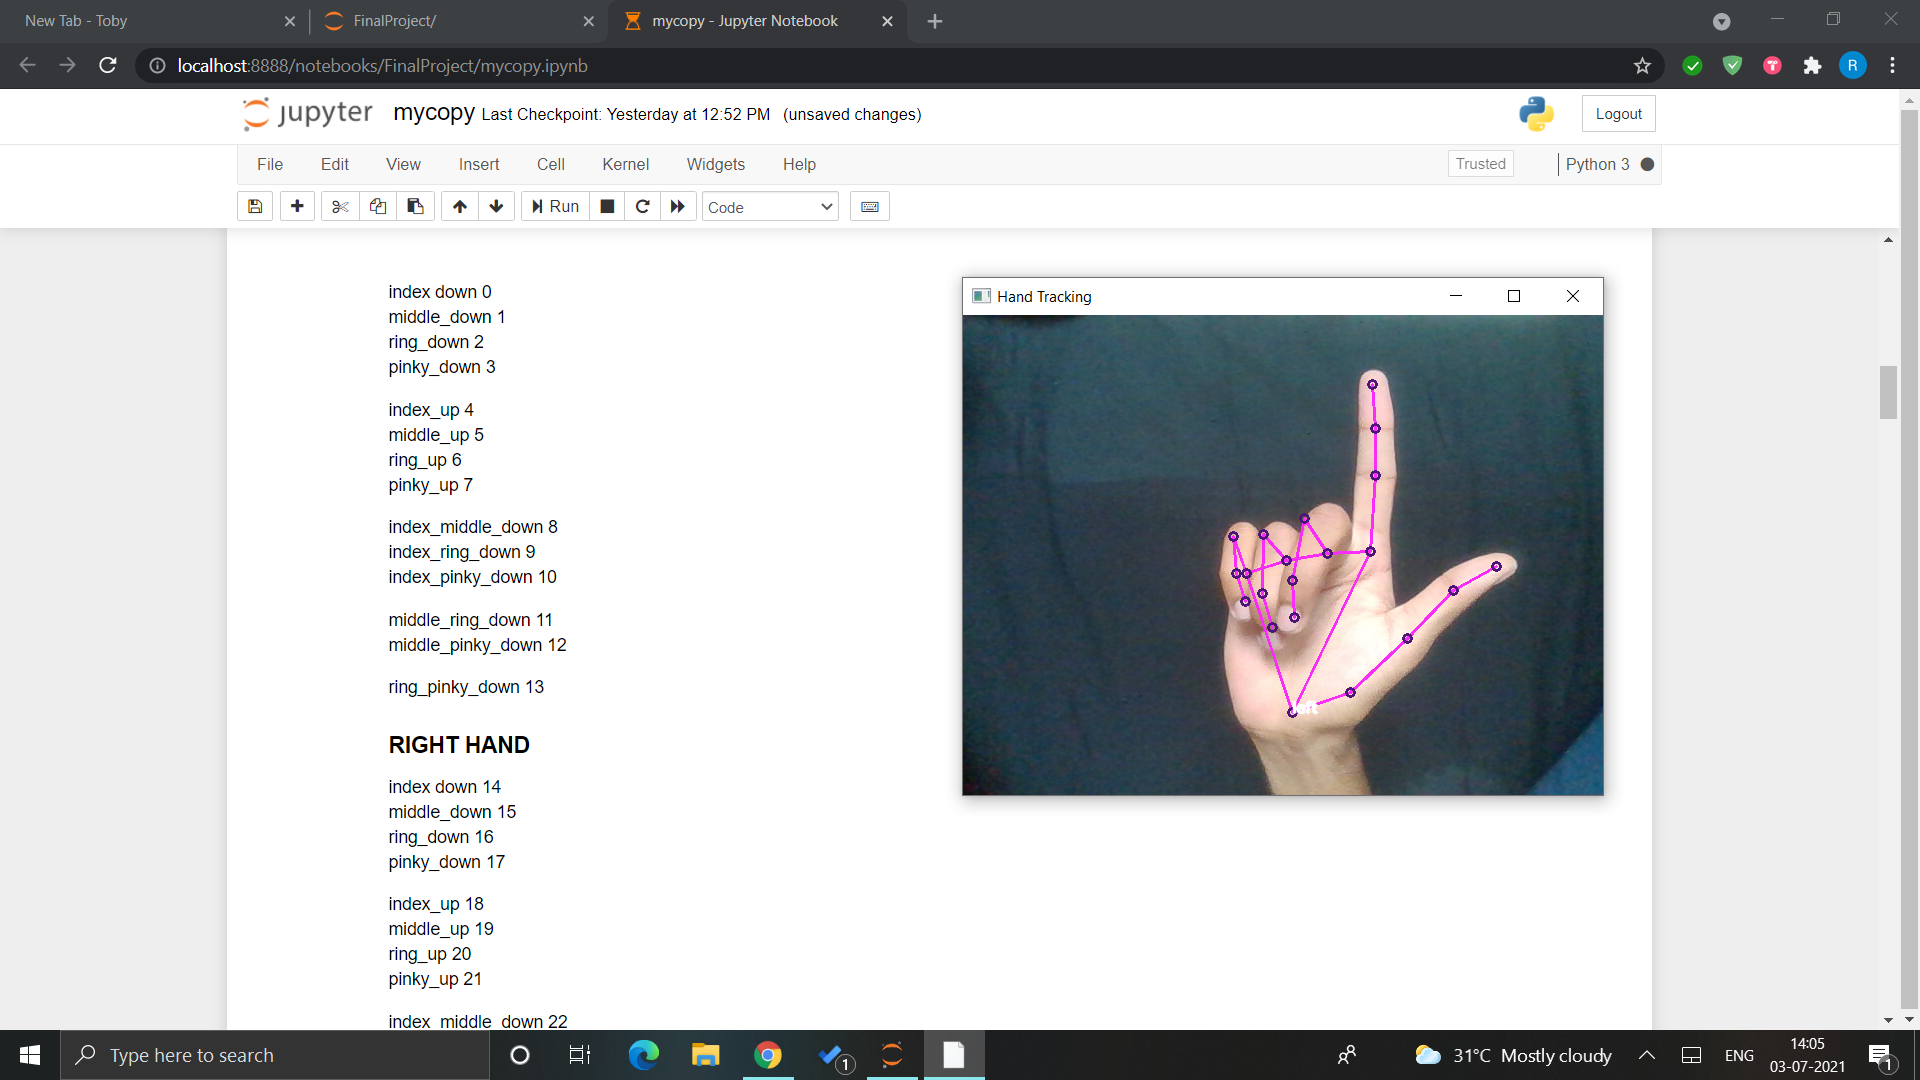 New Tab - Toby
FinalProject/
mycopy - Jupyter Notebook
localhost:8888/notebooks/FinalProject/mycopy.ipynb
R
jupyter mycopy Last Checkpoint: Yesterday at 12:52 PM (unsaved changes)
Logout
File Edit View Insert Cell Kernel Widgets Help
Trusted
Python 3
Run
Code
index down 0
middle_down 1
ring_down 2
pinky_down 3
index_up 4
middle_up 5
ring_up 6
pinky_up 7
index_middle_down 8
index_ring_down 9
index_pinky_down 10
middle_ring_down 11
middle_pinky_down 12
ring_pinky_down 13
RIGHT HAND
index down 14
middle_down 15
ring_down 16
pinky_down 17
index_up 18
middle_up 19
ring_up 20
pinky_up 21
index_middle_down 22
Hand Tracking
Type here to search
1
31°C Mostly cloudy
ENG
14:05
03-07-2021
1